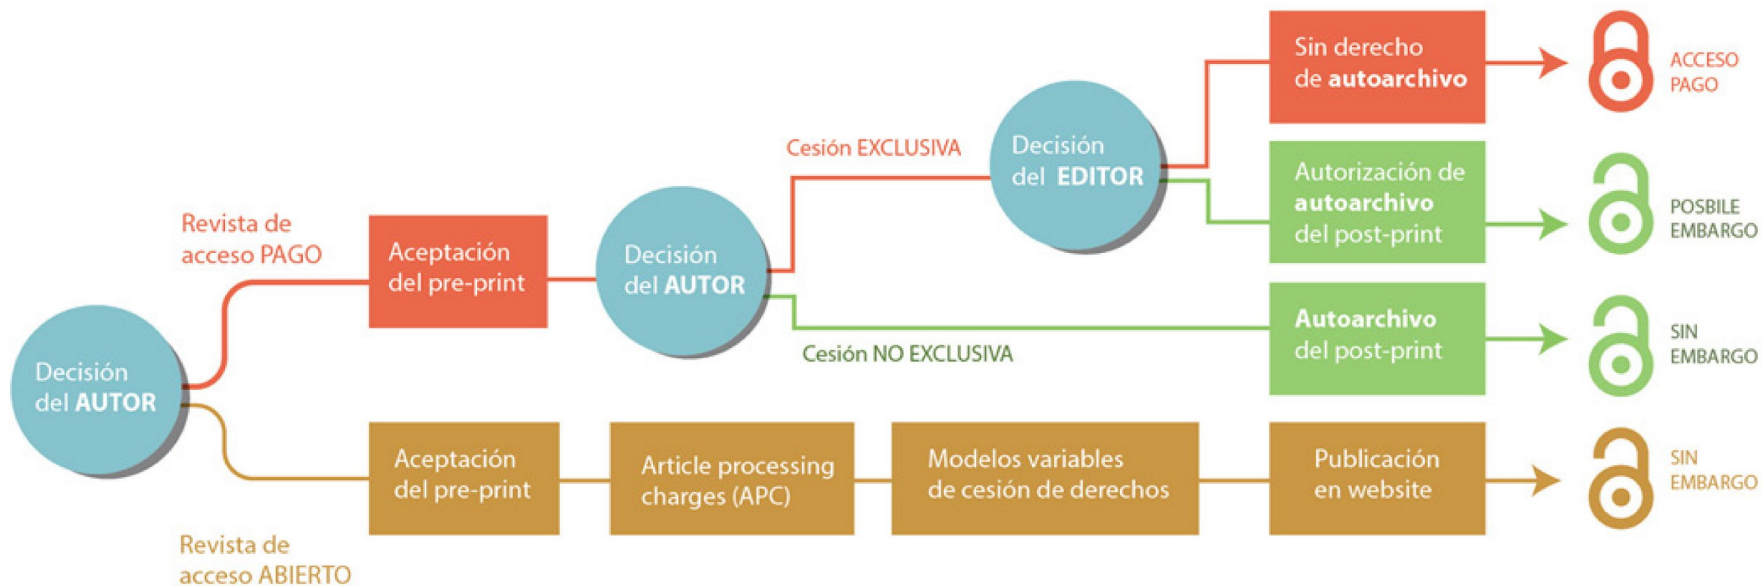 Decisión
del AUTOR
Revista de
acceso PAGO
Aceptación
del pre-print
Decisión
del AUTOR
Cesión EXCLUSIVA
Decisión
del EDITOR
Sin derecho
de autoarchivo
ACCESO
PAGO
Autorización de
autoarchivo
del post-print
POSBILE
EMBARGO
Cesión NO EXCLUSIVA
Autoarchivo
del post-print
SIN
EMBARGO
Revista de
acceso ABIERTO
Aceptación
del pre-print
Article processing
charges (APC)
Modelos variables
de cesión de derechos
Publicación
en website
SIN
EMBARGO